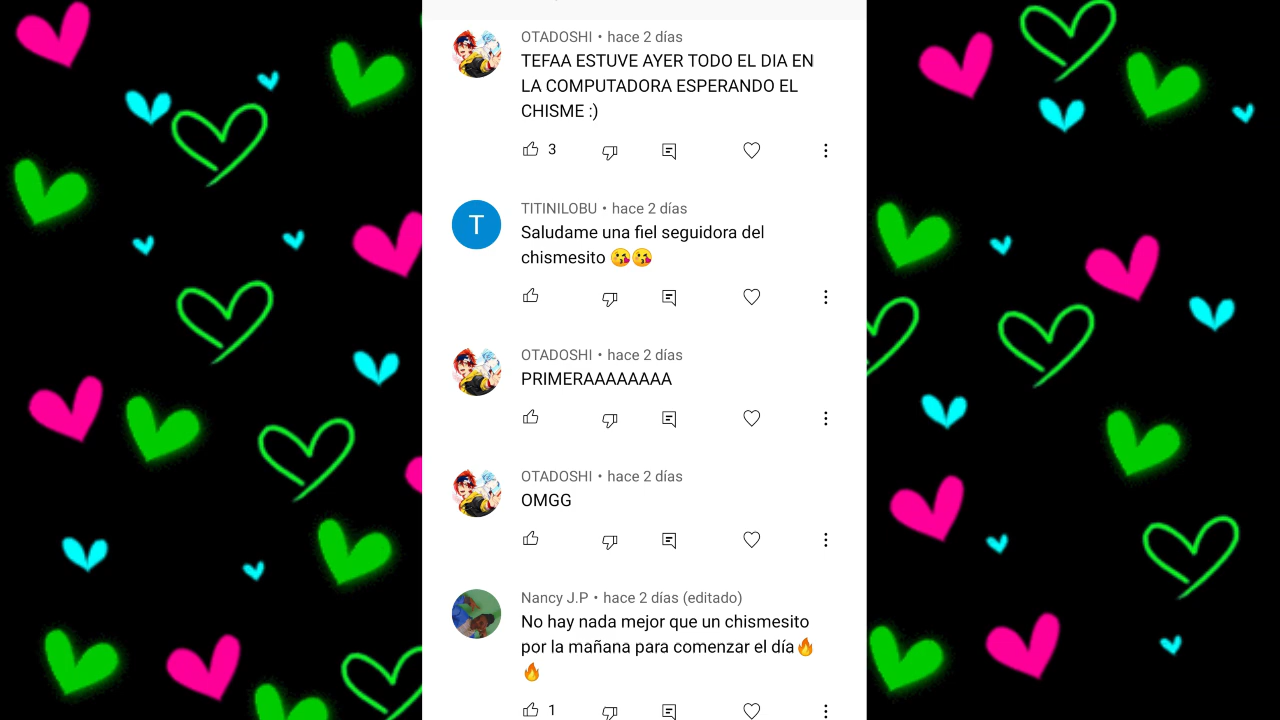 OTADOSHI • hace 2 días
TEFAA ESTUVE AYER TODO EL DIA EN
LA COMPUTADORA ESPERANDO EL
CHISME :)
3
T
TITINILOBU • hace 2 días
Saludame una fiel seguidora del
chismesito 😘😘
OTADOSHI • hace 2 días
PRIMERAAAAAAAA
OTADOSHI • hace 2 días
OMGG
Nancy J.P • hace 2 días (editado)
No hay nada mejor que un chismesito
por la mañana para comenzar el día🔥
🔥
1